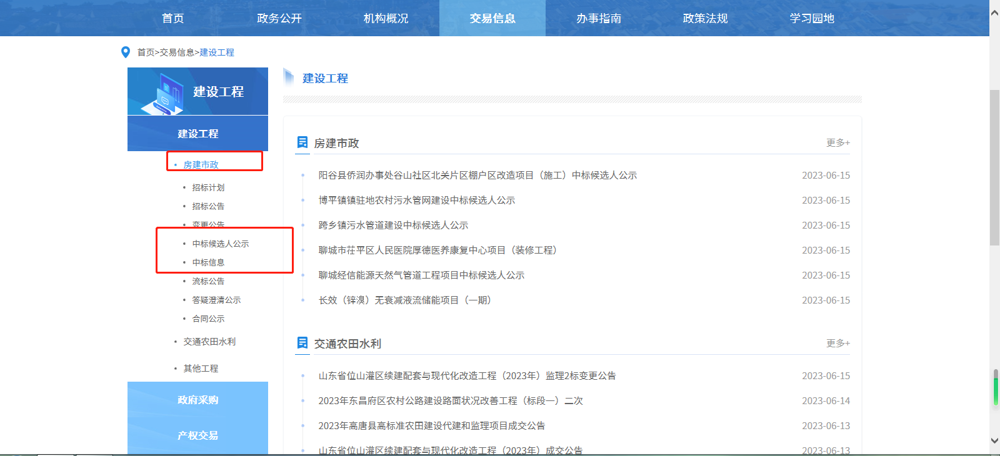 首页 政务公开 机构概况 交易信息 办事指南 政策法规 学习园地
首页>交易信息>建设工程
建设工程
建设工程
房建市政
招标计划
招标公告
变更公告
中标候选人公示
中标信息
流标公告
答疑澄清公示
合同公示
交通农田水利
其他工程
政府采购
产权交易
建设工程
房建市政 更多+
阳谷县侨润办事处谷山社区北关片区棚户区改造项目（施工）中标候选人公示 2023-06-15
博平镇镇驻地农村污水管网建设中标候选人公示 2023-06-15
跨乡镇污水管道建设中标候选人公示 2023-06-15
聊城市茌平区人民医院厚德医养康复中心项目（装修工程） 2023-06-15
聊城经信能源天然气管道工程项目中标候选人公示 2023-06-15
长效（锌溴）无衰减液流储能项目（一期） 2023-06-15
交通农田水利 更多+
山东省位山灌区续建配套与现代化改造工程（2023年）监理2标变更公告 2023-06-15
2023年东昌府区农村公路建设路面状况改善工程（标段一）二次 2023-06-14
2023年高唐县高标准农田建设代建和监理项目成交公告 2023-06-13
山东省位山灌区续建配套与现代化改造工程（2023年）成交公告 2023-06-13